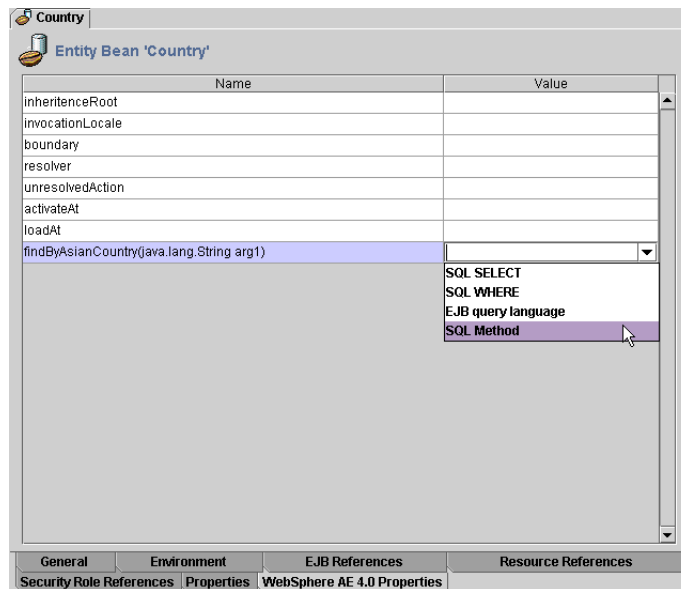 Country
Entity Bean 'Country'
Name Value
inheritenceRoot
invocationLocale
boundary
resolver
unresolvedAction
activateAt
loadAt
findByAsianCountry(java.lang.String arg1)
SQL SELECT
SQL WHERE
EJB query language
SQL Method
General Environment EJB References Resource References
Security Role References Properties WebSphere AE 4.0 Properties